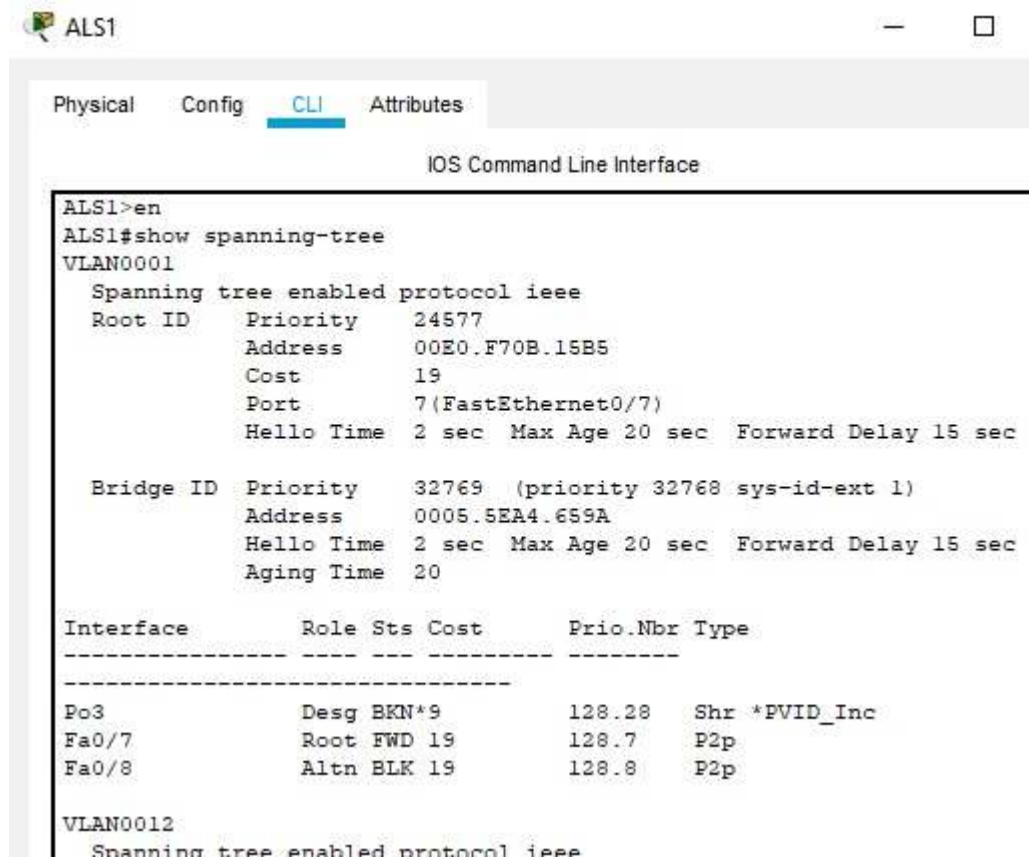 ALS1
Physical Config CLI Attributes
IOS Command Line Interface
ALS1>en
ALS1#show spanning-tree
VLAN0001
  Spanning tree enabled protocol ieee
  Root ID    Priority    24577
             Address     00E0.F70B.15B5
             Cost        19
             Port        7(FastEthernet0/7)
             Hello Time  2 sec  Max Age 20 sec  Forward Delay 15 sec
  Bridge ID  Priority    32769  (priority 32768 sys-id-ext 1)
             Address     0005.5EA4.659A
             Hello Time  2 sec  Max Age 20 sec  Forward Delay 15 sec
             Aging Time  20
Interface        Role Sts Cost      Prio.Nbr Type
---------------- ---- --- --------- --------
--------------------------------
Po3              Desg BKN*9         128.28   Shr *PVID_Inc
Fa0/7            Root FWD 19        128.7    P2p
Fa0/8            Altn BLK 19        128.8    P2p
VLAN0012
  Spanning tree enabled protocol ieee